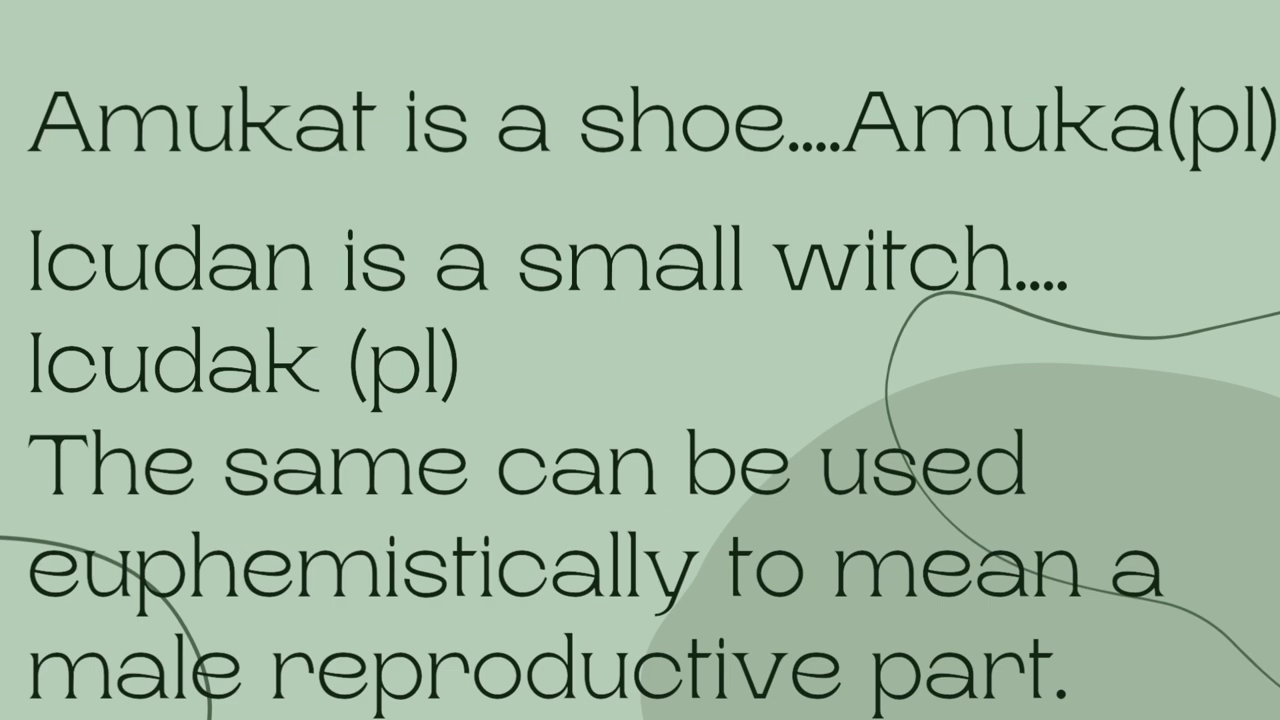 Amukat is a shoe....Amuka(pl)
Icudan is a small witch....
Icudak (pl)
The same can be used
euphemistically to mean a
male reproductive part.